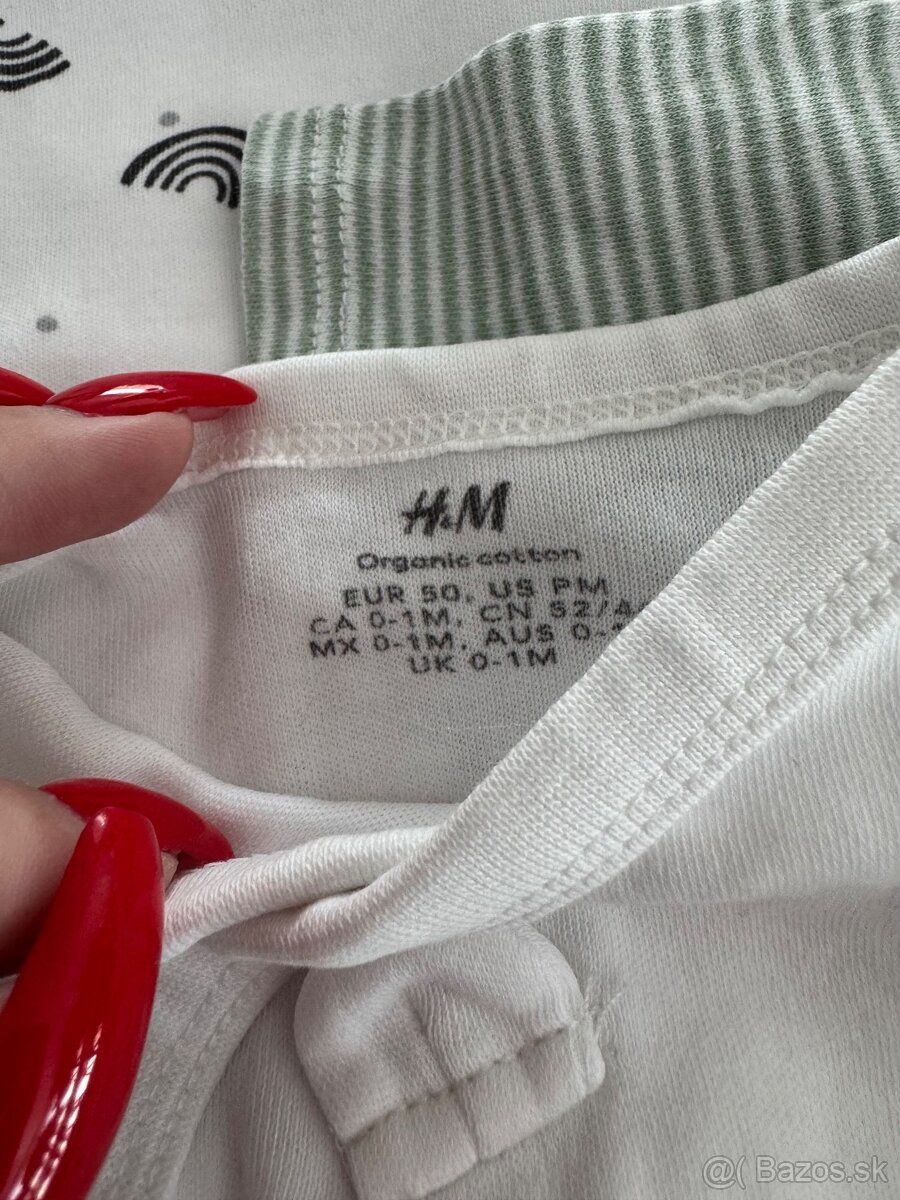 H&M
Organic cotton
EUR 50, US PM
CA 0-1M, CN 52/4
MX 0-1M, AUS 0-
UK 0-1M
@( Bazos.sk